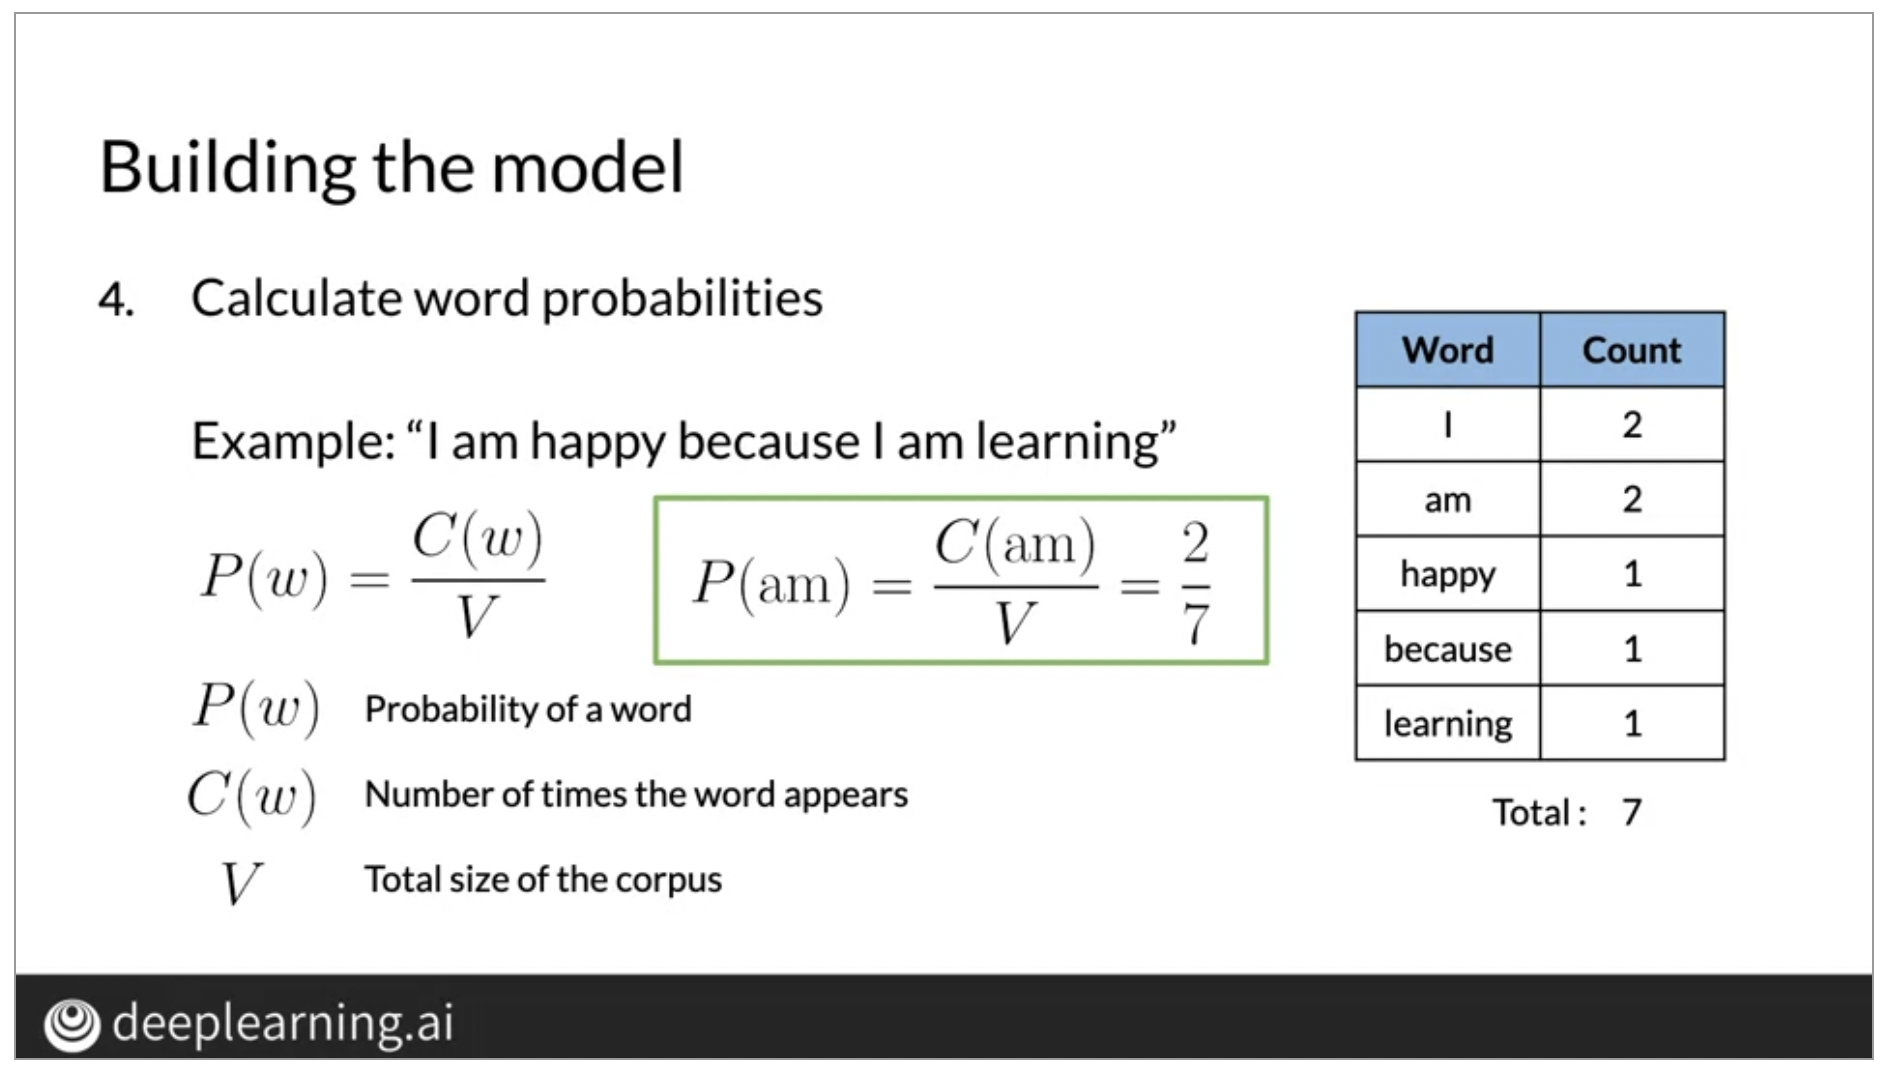 Building the model
4. Calculate word probabilities
Example: “I am happy because I am learning”
P(w) = C(w) / V
P(am) = C(am) / V = 2 / 7
P(w) Probability of a word
C(w) Number of times the word appears
V Total size of the corpus
Word Count
I 2
am 2
happy 1
because 1
learning 1
Total : 7
deeplearning.ai